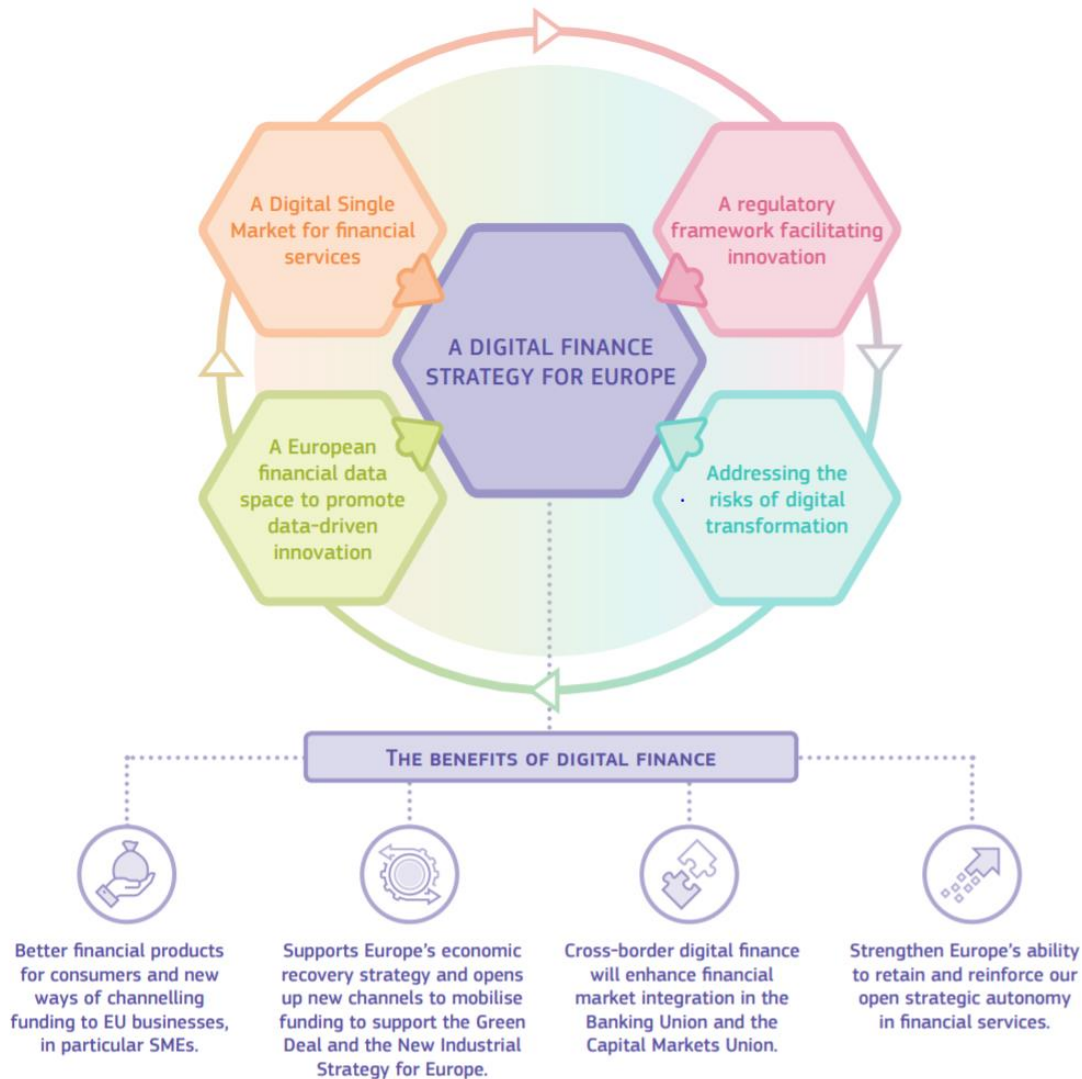 A Digital Single
Market for financial
services
A regulatory
framework facilitating
innovation
A DIGITAL FINANCE
STRATEGY FOR EUROPE
A European
financial data
space to promote
data-driven
innovation
Addressing the
risks of digital
transformation
THE BENEFITS OF DIGITAL FINANCE
Better financial products
for consumers and new
ways of channelling
funding to EU businesses,
in particular SMEs.
Supports Europe's economic
recovery strategy and opens
up new channels to mobilise
funding to support the Green
Deal and the New Industrial
Strategy for Europe.
Cross-border digital finance
will enhance financial
market integration in the
Banking Union and the
Capital Markets Union.
Strengthen Europe's ability
to retain and reinforce our
open strategic autonomy
in financial services.